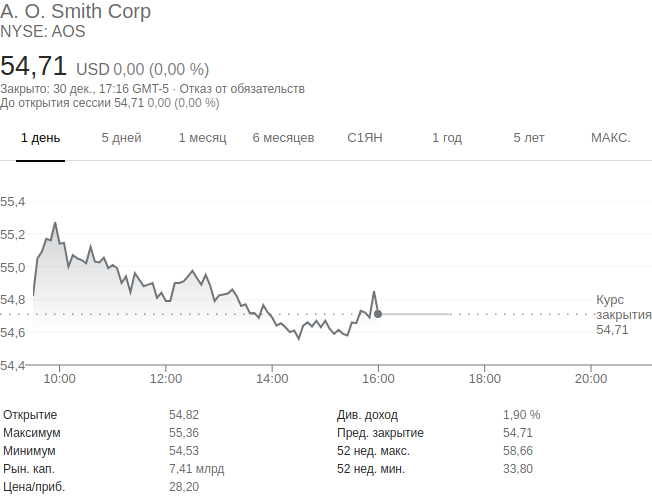 A. O. Smith Corp
NYSE: AOS
54,71 USD 0,00 (0,00 %)
Закрыто: 30 дек., 17:16 GMT-5 · Отказ от обязательств
До открытия сессии 54,71 0,00 (0,00 %)
1 день 5 дней 1 месяц 6 месяцев С1ЯН 1 год 5 лет МАКС.
55,4
55,2
55,0
54,8
54,6
54,4
Курс
закрытия
54,71
10:00 12:00 14:00 16:00 18:00 20:00
Открытие 54,82 Див. доход 1,90 %
Максимум 55,36 Пред. закрытие 54,71
Минимум 54,53 52 нед. макс. 58,66
Рын. кап. 7,41 млрд 52 нед. мин. 33,80
Цена/приб. 28,20